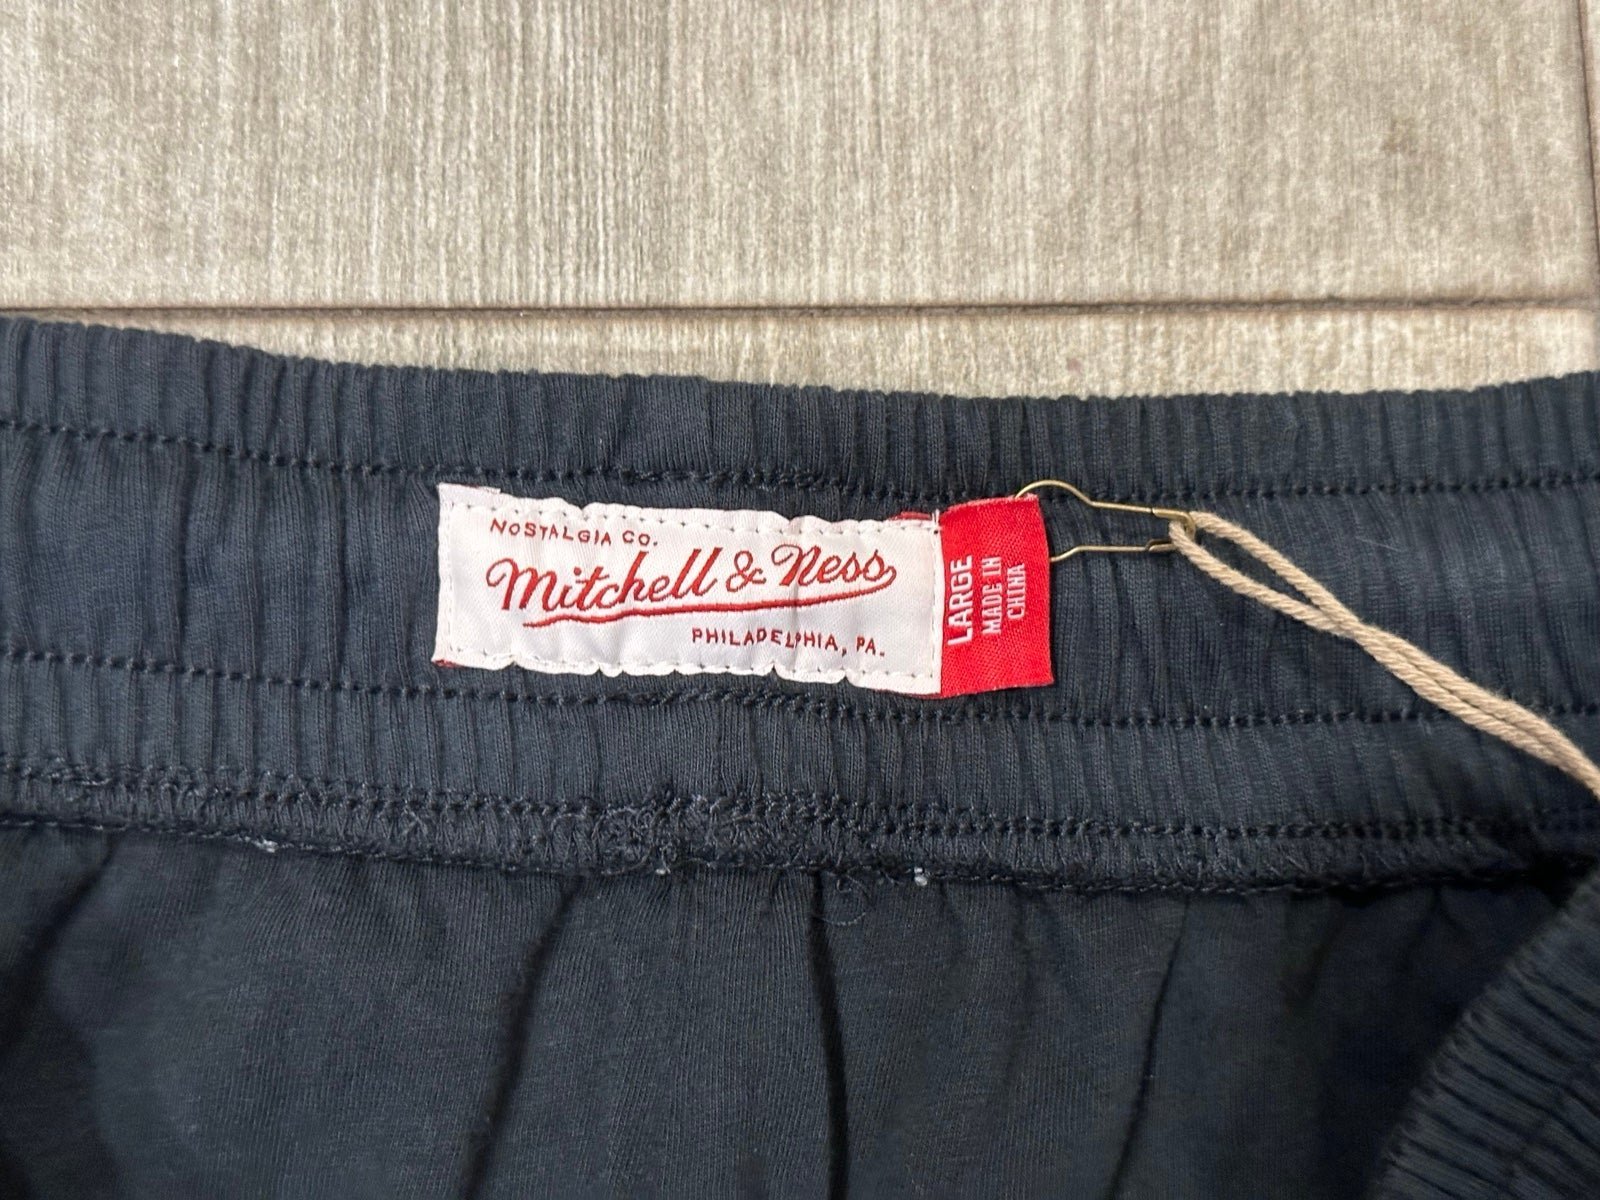 NOSTALGIA CO.
Mitchell & Ness
PHILADELPHIA, PA.
LARGE
MADE IN
CHINA